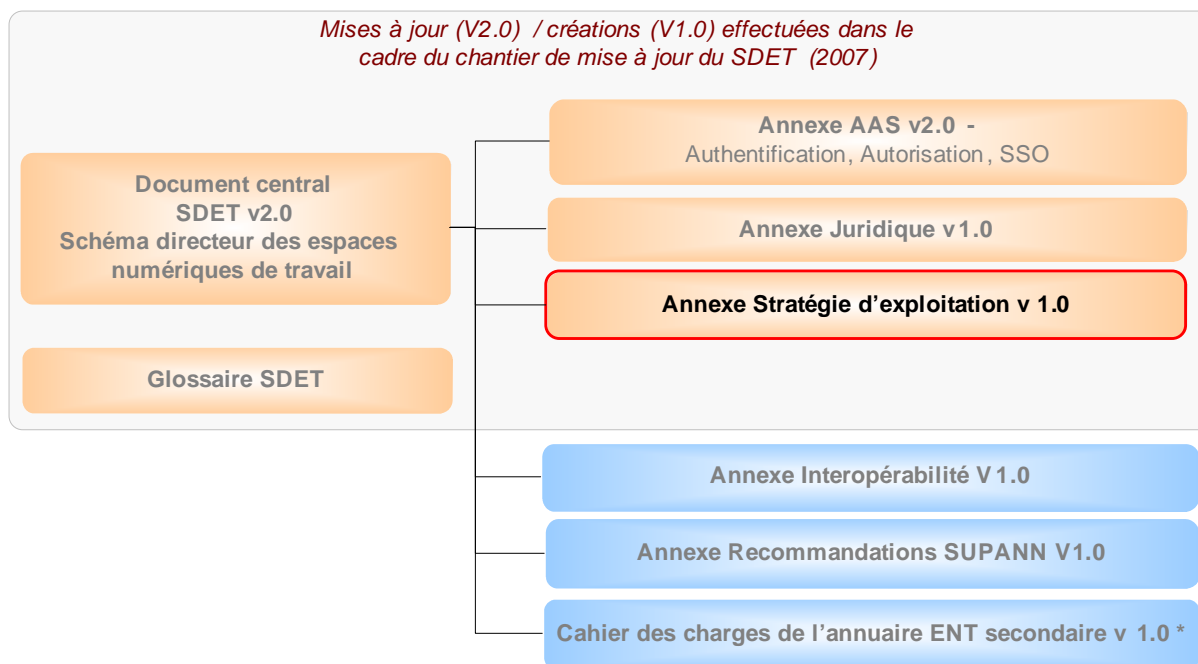 Mises à jour (V2.0) / créations (V1.0) effectuées dans le
cadre du chantier de mise à jour du SDET (2007)
Document central
SDET v2.0
Schéma directeur des espaces
numériques de travail
Glossaire SDET
Annexe AAS v2.0 -
Authentification, Autorisation, SSO
Annexe Juridique v1.0
Annexe Stratégie d'exploitation v 1.0
Annexe Interopérabilité V1.0
Annexe Recommandations SUPANN V1.0
Cahier des charges de l'annuaire ENT secondaire v 1.0 *